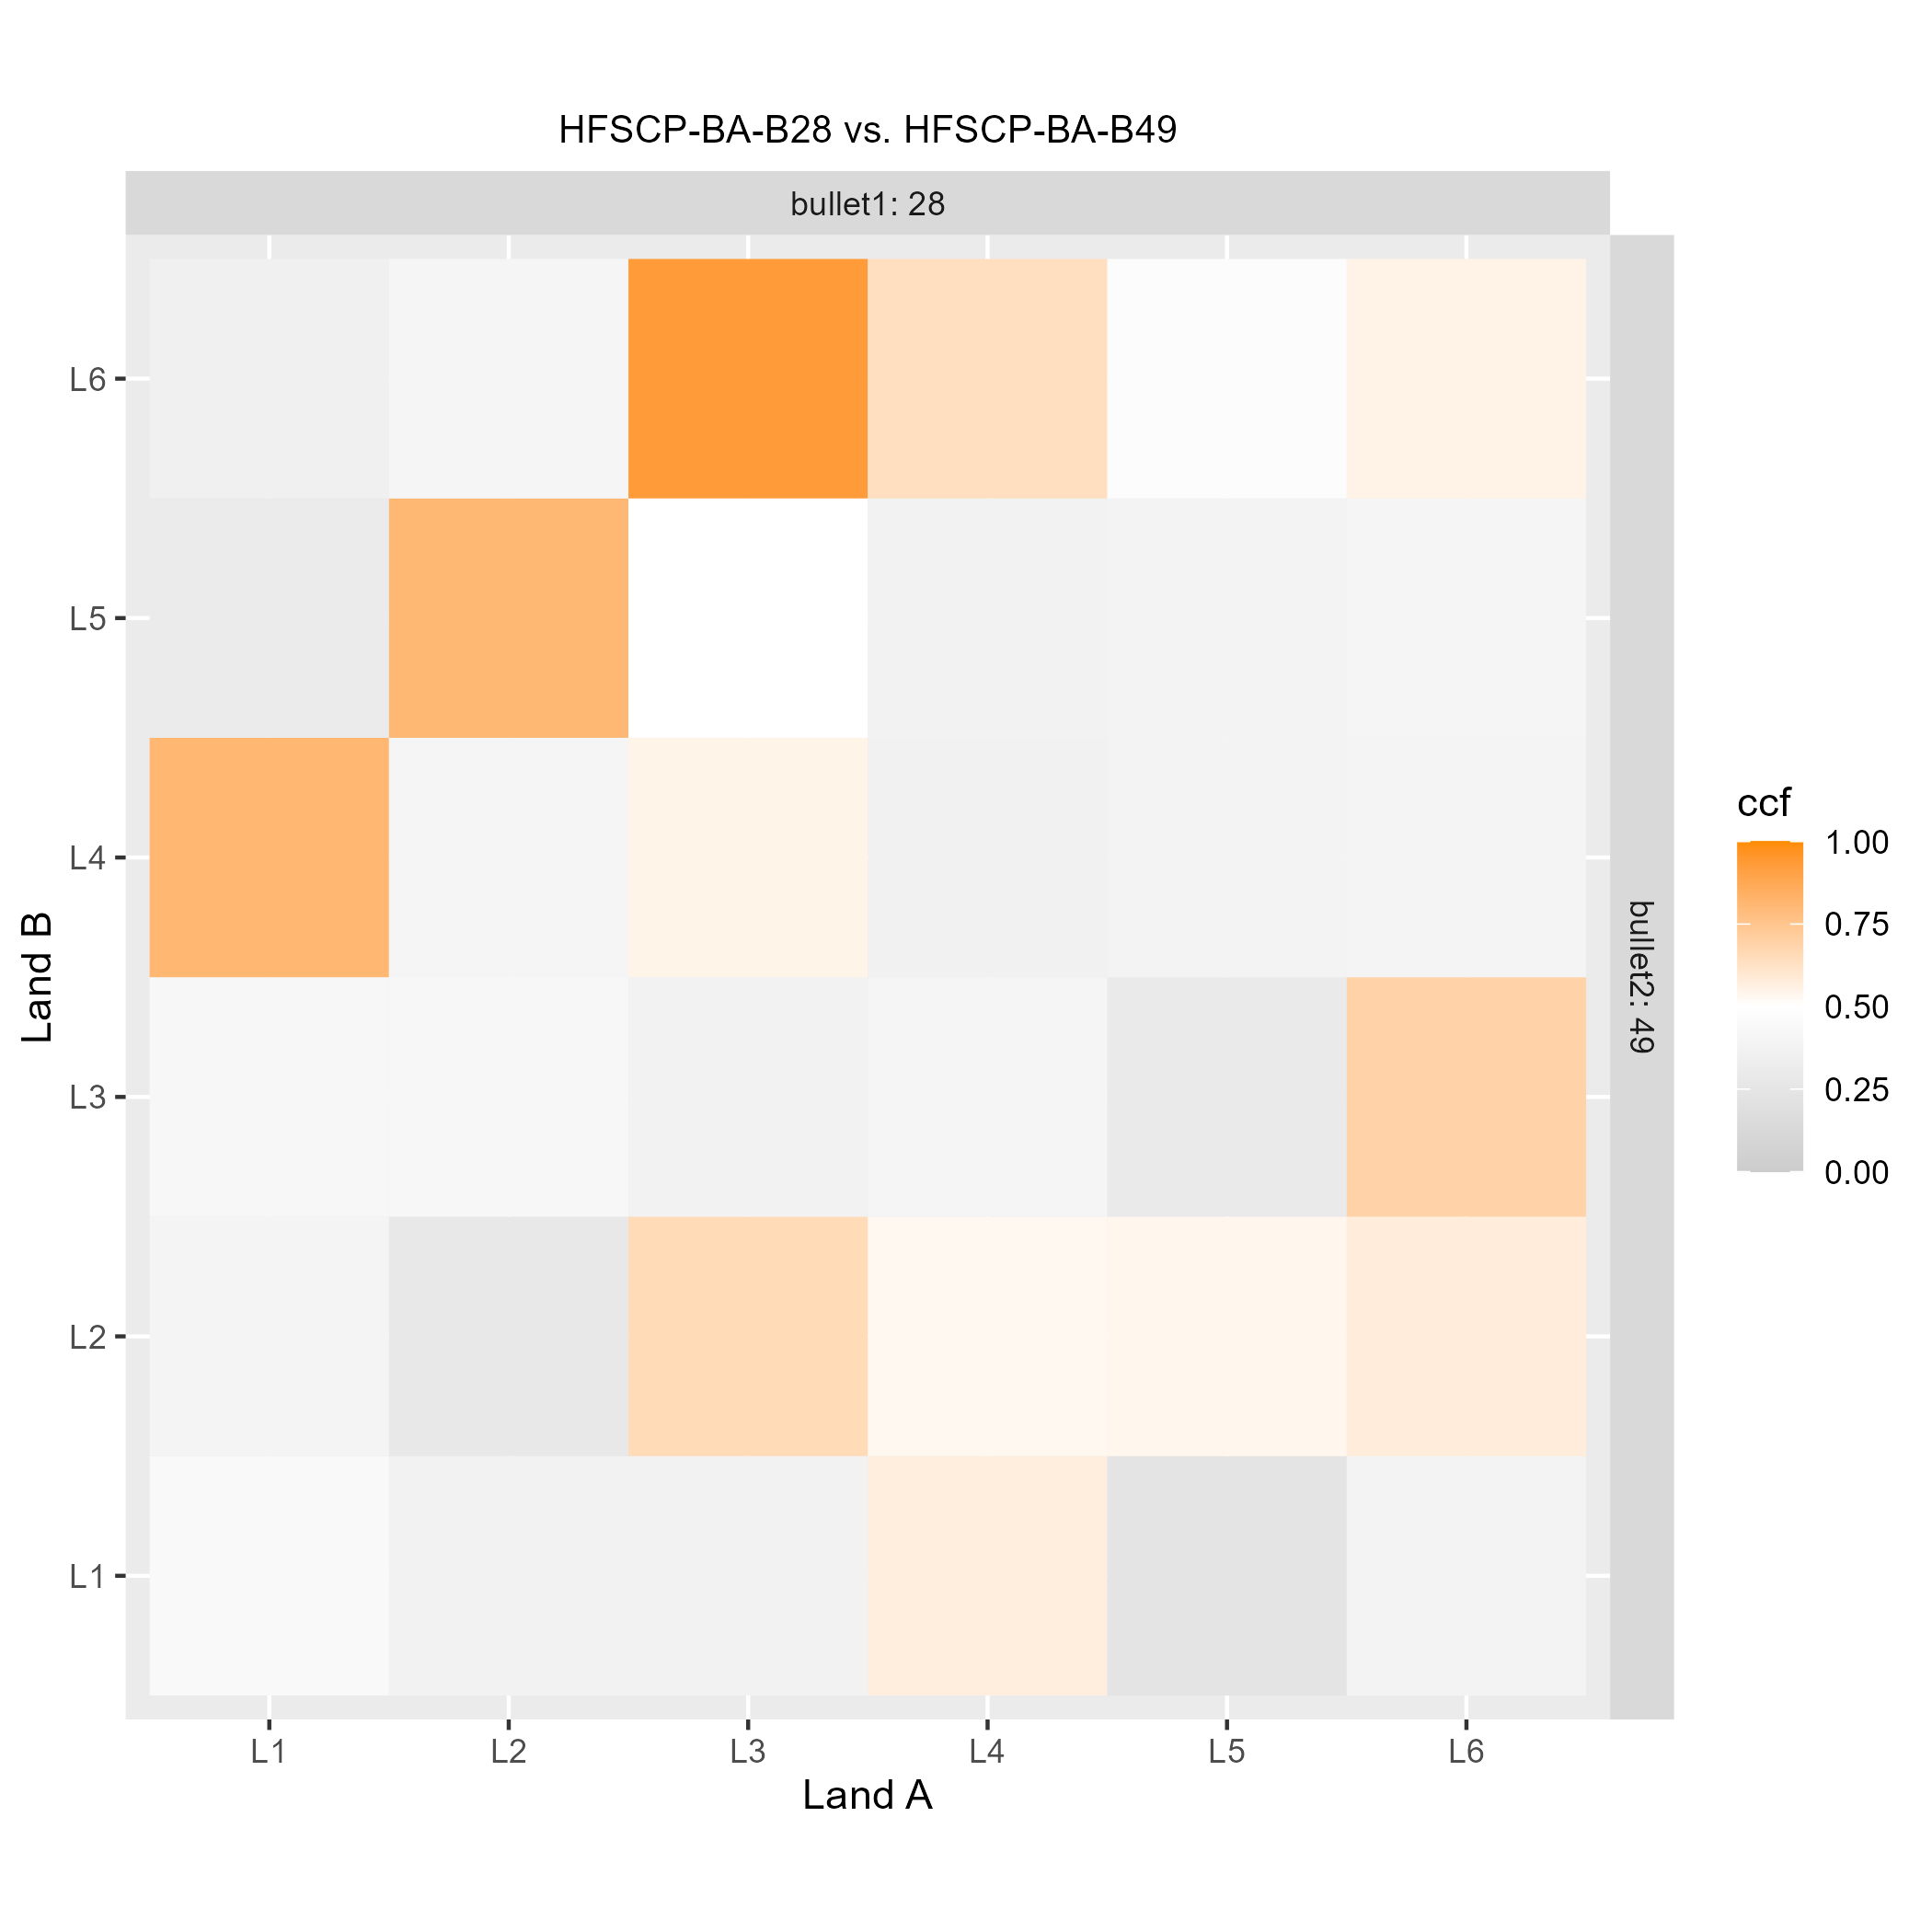 HFSCP-BA-B28 vs. HFSCP-BA-B49
bullet1: 28
L6
L5
L4
L3
L2
L1
Land B
bullet2: 49
L1 L2 L3 L4 L5 L6
Land A
ccf
1.00
0.75
0.50
0.25
0.00